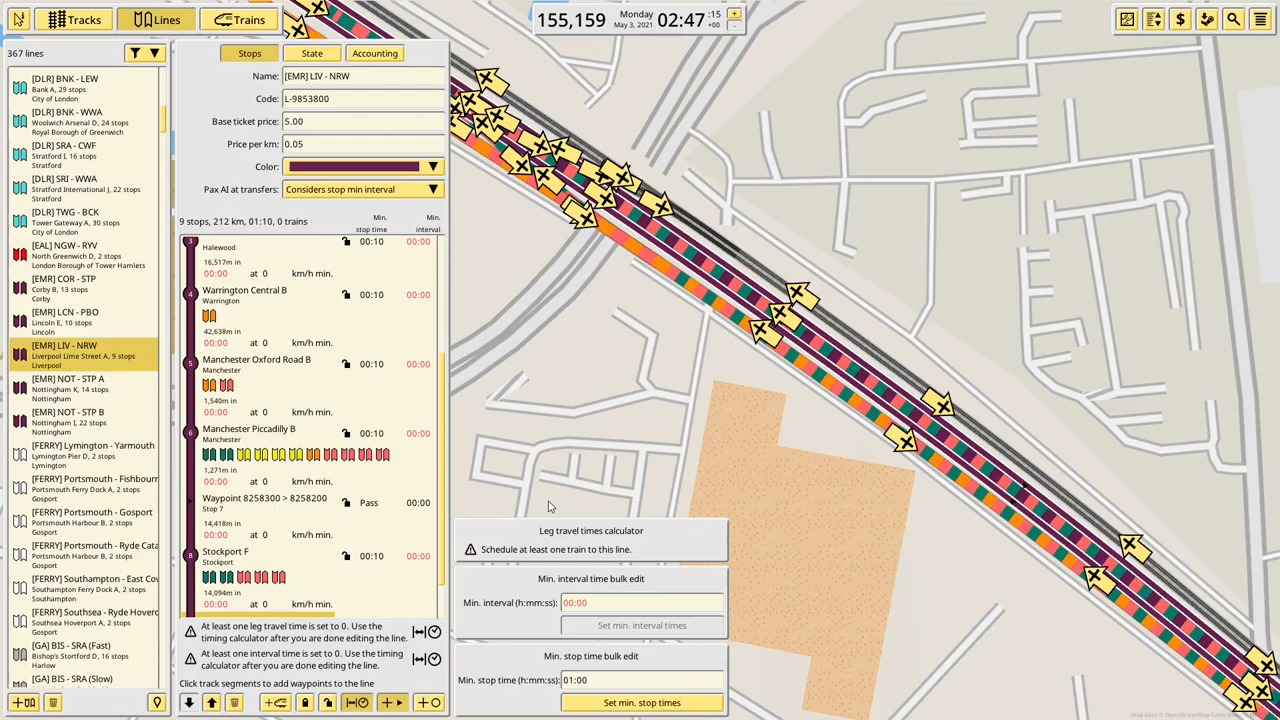 Tracks Lines Trains
155,159 Monday May 3, 2021 02:47 :15 +00
$
367 lines
[DLR] BNK - LEW
Bank A, 29 stops
City of London
[DLR] BNK - WWA
Woolwich Arsenal D, 24 stops
Royal Borough of Greenwich
[DLR] SRA - CWF
Stratford I, 16 stops
Stratford
[DLR] SRI - WWA
Stratford International J, 22 stops
Stratford
[DLR] TWG - BCK
Tower Gateway A, 30 stops
City of London
[EAL] NGW - RYV
North Greenwich D, 2 stops
London Borough of Tower Hamlets
[EMR] COR - STP
Corby B, 13 stops
Corby
[EMR] LCN - PBO
Lincoln E, 10 stops
Lincoln
[EMR] LIV - NRW
Liverpool Lime Street A, 9 stops
Liverpool
[EMR] NOT - STP A
Nottingham K, 14 stops
Nottingham
[EMR] NOT - STP B
Nottingham I, 22 stops
Nottingham
[FERRY] Lymington - Yarmouth
Lymington Pier D, 2 stops
Lymington
[FERRY] Portsmouth - Fishbourn
Portsmouth Ferry Dock A, 2 stops
Gosport
[FERRY] Portsmouth - Gosport
Portsmouth Harbour B, 2 stops
Gosport
[FERRY] Portsmouth - Ryde Cata
Portsmouth Harbour C, 2 stops
Gosport
[FERRY] Southampton - East Cow
Southampton Ferry Dock A, 2 stops
Gosport
[FERRY] Southsea - Ryde Hoverc
Southsea Hoverport A, 2 stops
Gosport
[GA] BIS - SRA (Fast)
Bishop's Stortford D, 16 stops
Harlow
[GA] BIS - SRA (Slow)
Stops State Accounting
Name: [EMR] LIV - NRW
Code: L-9853800
Base ticket price: 5.00
Price per km: 0.05
Color:
Pax AI at transfers: Considers stop min interval
9 stops, 212 km, 01:10, 0 trains
Min. stop time
Min. interval
3 Halewood 00:10 00:00
16,517m in
00:00 at 0 km/h min.
4 Warrington Central B 00:10 00:00
Warrington
42,638m in
00:00 at 0 km/h min.
5 Manchester Oxford Road B 00:10 00:00
Manchester
1,540m in
00:00 at 0 km/h min.
6 Manchester Piccadilly B 00:10 00:00
Manchester
1,271m in
00:00 at 0 km/h min.
Waypoint 8258300 > 8258200 Pass 00:00
Stop 7
14,418m in
00:00 at 0 km/h min.
8 Stockport F 00:10 00:00
Stockport
14,094m in
00:00 at 0 km/h min.
At least one leg travel time is set to 0. Use the
timing calculator after you are done editing the line.
At least one interval time is set to 0. Use the timing
calculator after you are done editing the line.
Click track segments to add waypoints to the line
Leg travel times calculator
Schedule at least one train to this line.
Min. interval time bulk edit
Min. interval (h:mm:ss): 00:00
Set min. interval times
Min. stop time bulk edit
Min. stop time (h:mm:ss): 01:00
Set min. stop times